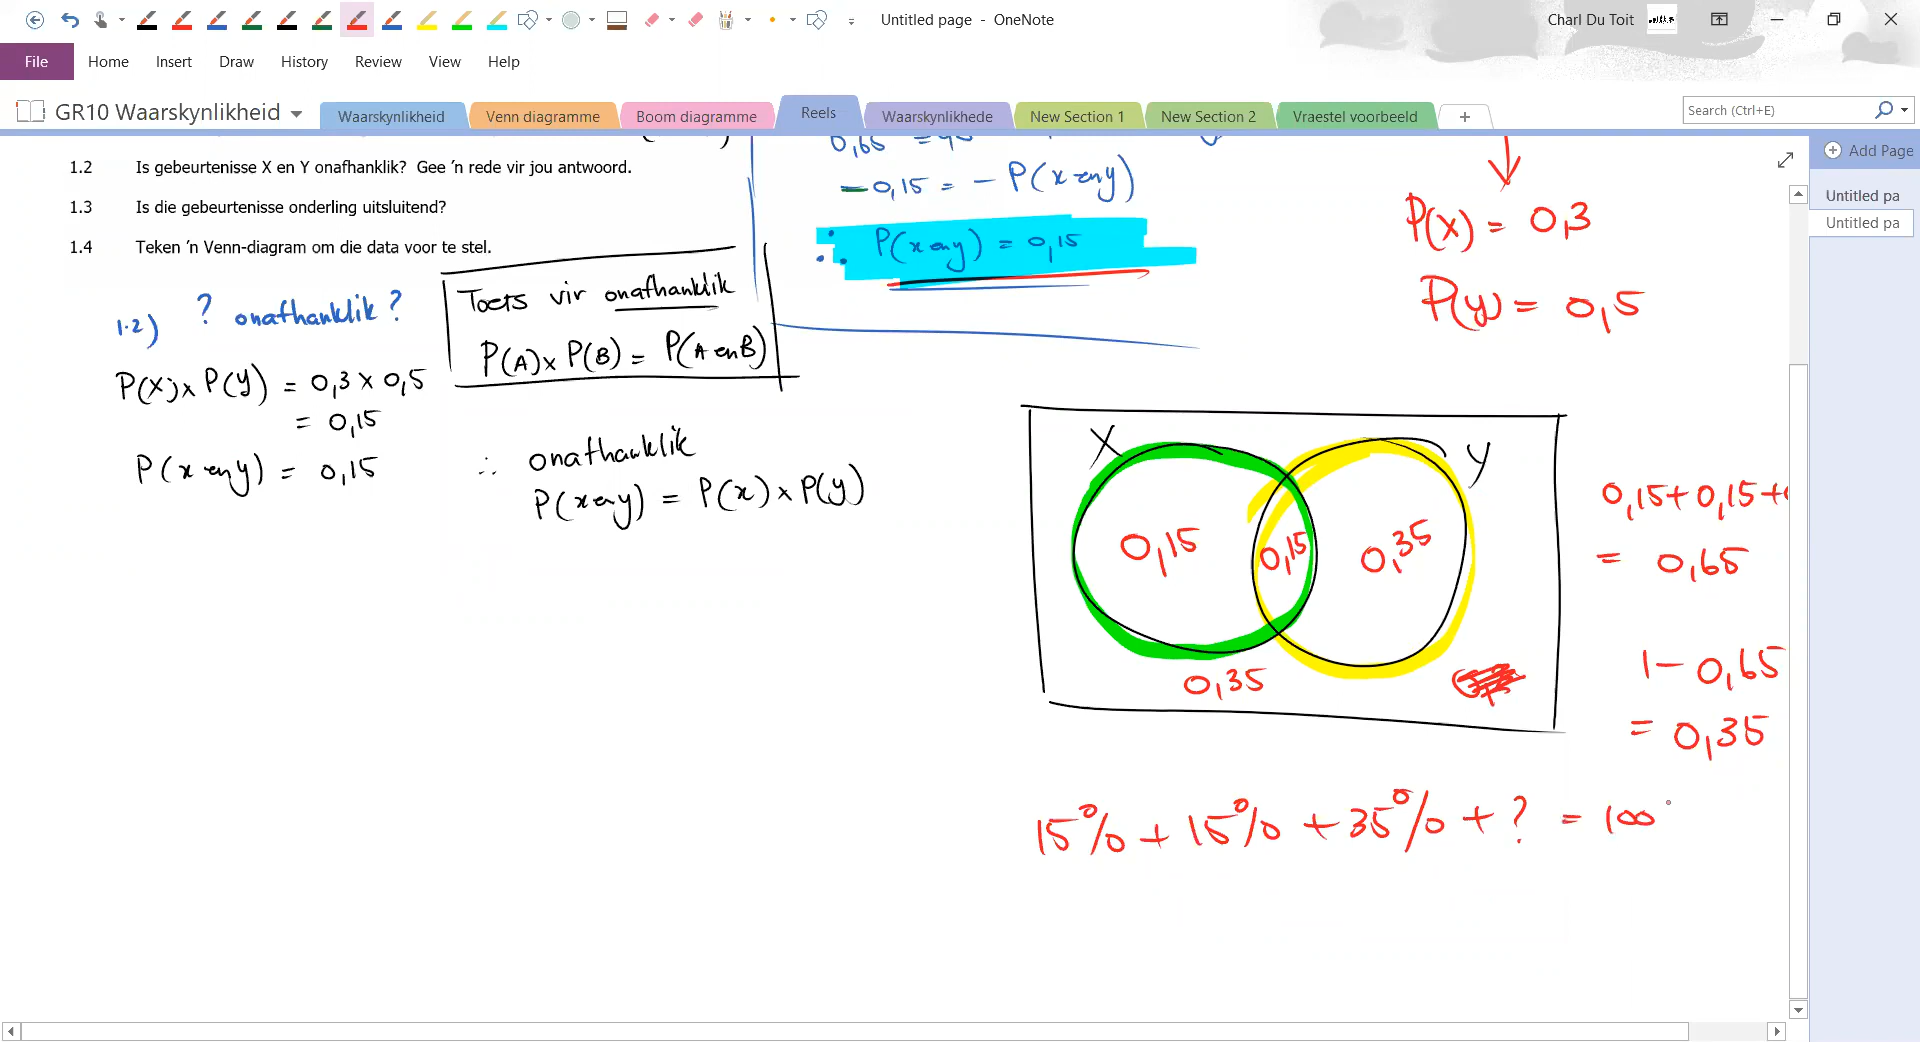 Untitled page - OneNote
Charl Du Toit
File Home Insert Draw History Review View Help
GR10 Waarskynlikheid
Waarskynlikheid
Venn diagramme
Boom diagramme
Reels
Waarskynlikhede
New Section 1
New Section 2
Vraestel voorbeeld
+
Search (Ctrl+E)
Add Page
Untitled pa
Untitled pa
1.2 Is gebeurtenisse X en Y onafhanklik? Gee 'n rede vir jou antwoord.
1.3 Is die gebeurtenisse onderling uitsluitend?
1.4 Teken 'n Venn-diagram om die data voor te stel.
-0,15 = - P(x en y)
∴ P(x en y) = 0,15
P(X) = 0,3
P(y) = 0,5
1.2) ? onafhanklik?
Toets vir onafhanklik
P(A) x P(B) = P(A en B)
P(X) x P(y) = 0,3 x 0,5
= 0,15
P(x en y) = 0,15
∴ onafhanklik
P(x en y) = P(x) x P(y)
X
Y
0,15
0,15
0,35
0,35
0,15+0,15+
= 0,65
1 - 0,65
= 0,35
15% + 15% + 35% + ? = 100